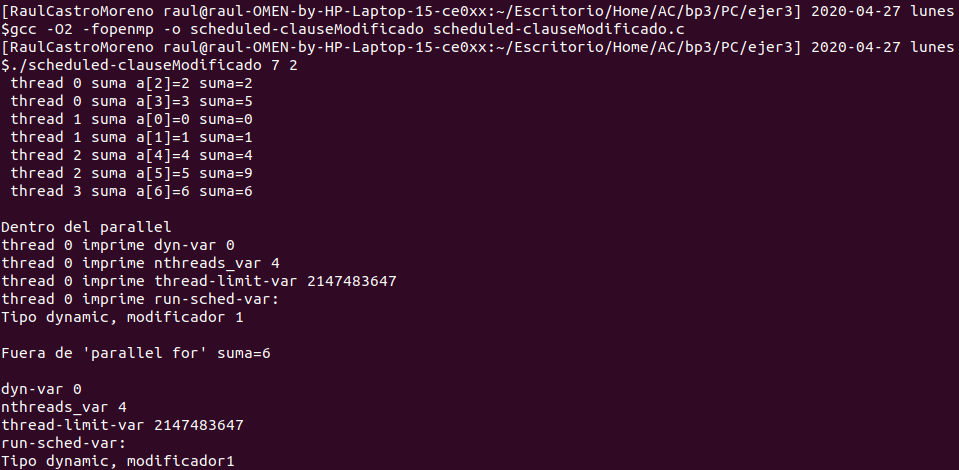 [RaulCastroMoreno raul@raul-OMEN-by-HP-Laptop-15-ce0xx:~/Escritorio/Home/AC/bp3/PC/ejer3] 2020-04-27 lunes
$gcc -O2 -fopenmp -o scheduled-clauseModificado scheduled-clauseModificado.c
[RaulCastroMoreno raul@raul-OMEN-by-HP-Laptop-15-ce0xx:~/Escritorio/Home/AC/bp3/PC/ejer3] 2020-04-27 lunes
$./scheduled-clauseModificado 7 2
thread 0 suma a[2]=2 suma=2
thread 0 suma a[3]=3 suma=5
thread 1 suma a[0]=0 suma=0
thread 1 suma a[1]=1 suma=1
thread 2 suma a[4]=4 suma=4
thread 2 suma a[5]=5 suma=9
thread 3 suma a[6]=6 suma=6
Dentro del parallel
thread 0 imprime dyn-var 0
thread 0 imprime nthreads_var 4
thread 0 imprime thread-limit-var 2147483647
thread 0 imprime run-sched-var:
Tipo dynamic, modificador 1
Fuera de 'parallel for' suma=6
dyn-var 0
nthreads_var 4
thread-limit-var 2147483647
run-sched-var:
Tipo dynamic, modificador1